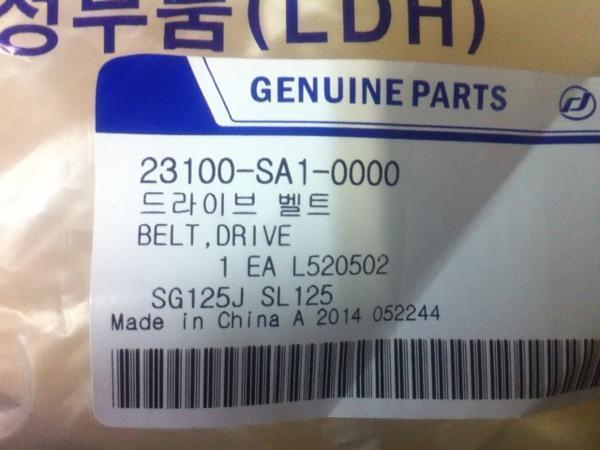 정부품(LDH)
GENUINE PARTS
23100-SA1-0000
드라이브 벨트
BELT,DRIVE
1 EA L520502
SG125J SL125
Made in China A 2014 052244